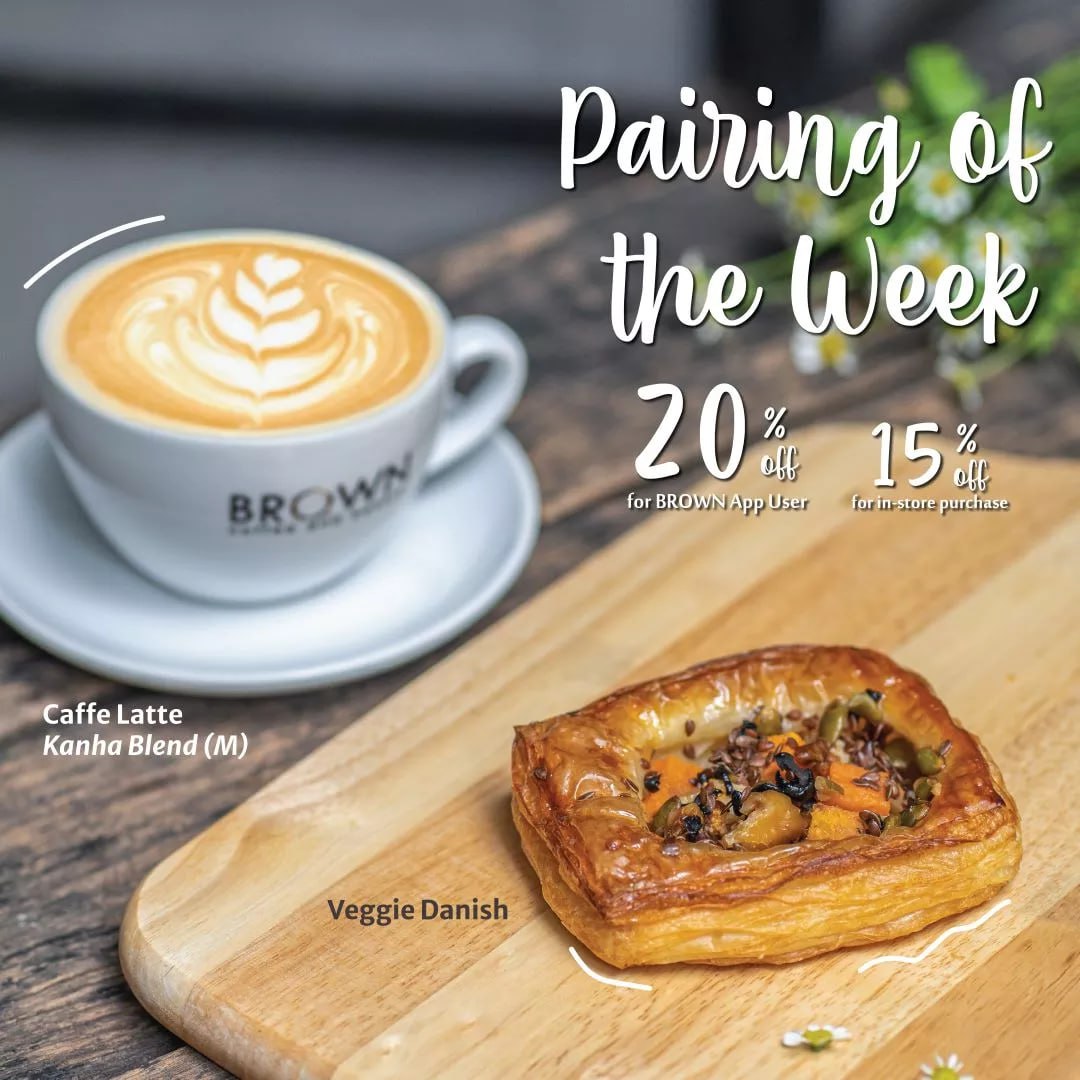 Pairing of
the Week
20% off
for BROWN App User
15% off
for in-store purchase
BROWN
Caffe Latte
Kanha Blend (M)
Veggie Danish